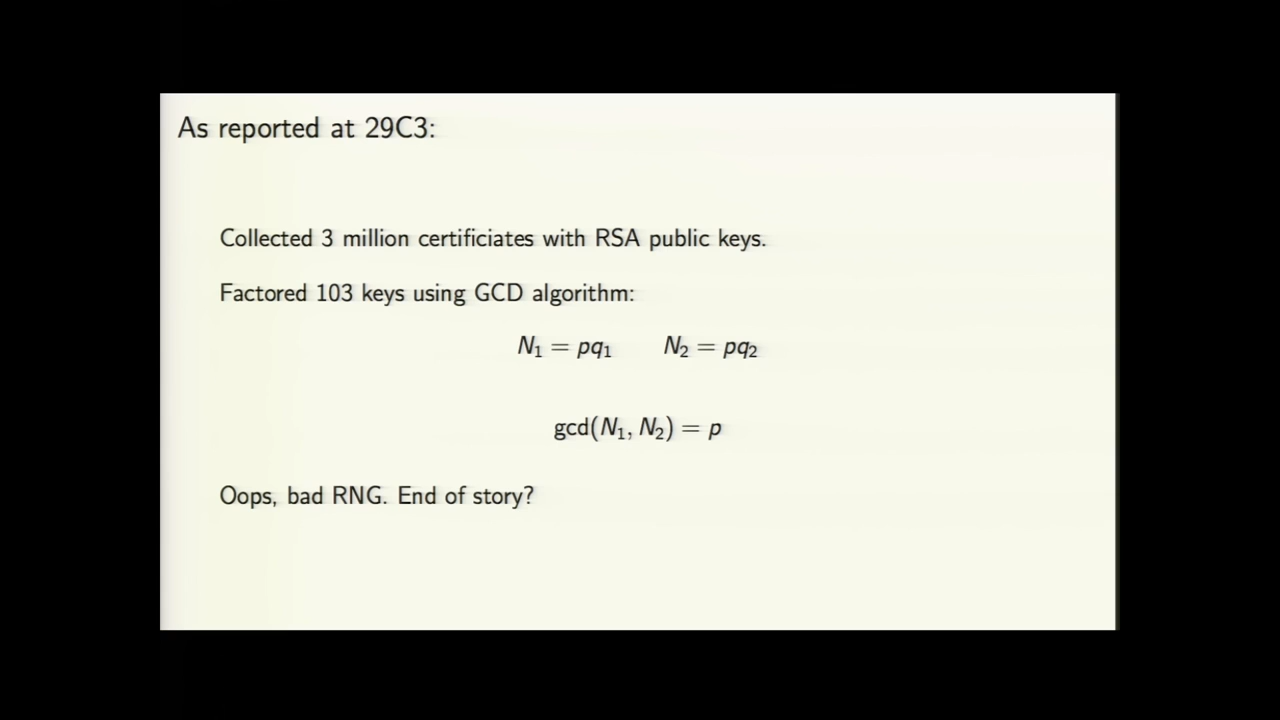 As reported at 29C3:
Collected 3 million certificiates with RSA public keys.
Factored 103 keys using GCD algorithm:
N₁ = pq₁ N₂ = pq₂
gcd(N₁, N₂) = p
Oops, bad RNG. End of story?